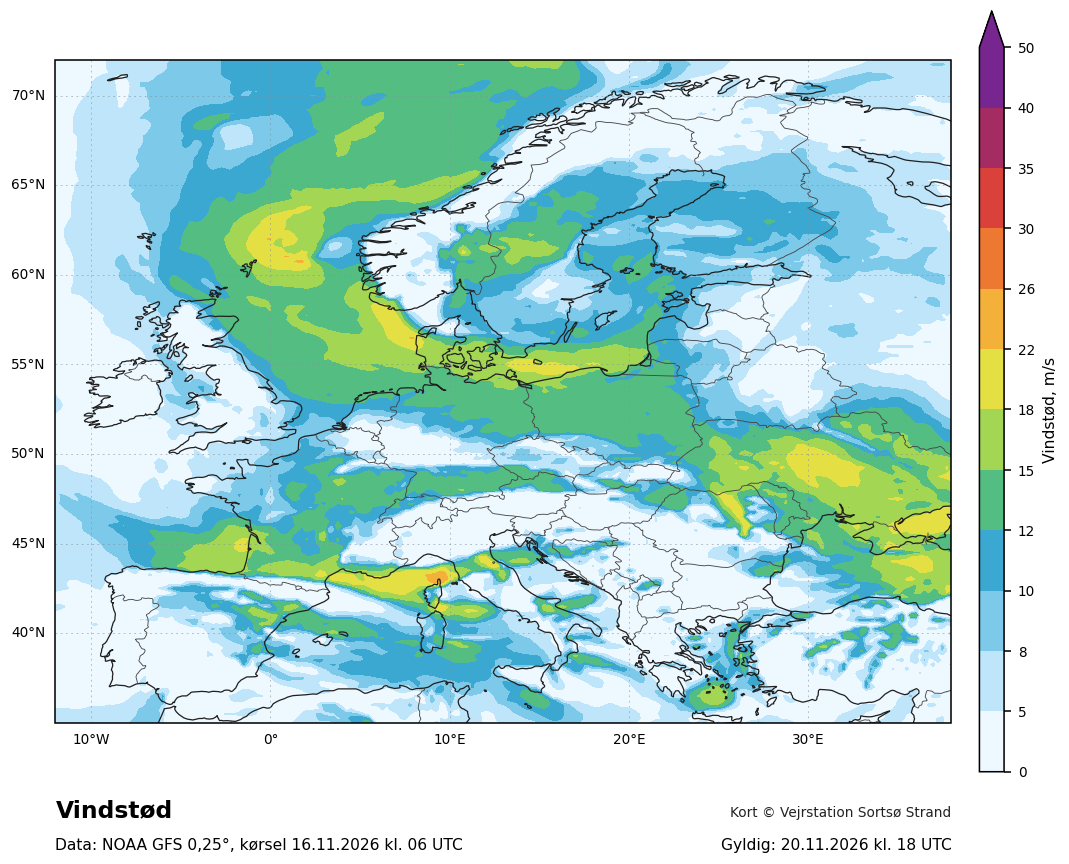 70°N
65°N
60°N
55°N
50°N
45°N
40°N
10°W
0°
10°E
20°E
30°E
50
40
35
30
26
22
18
15
12
10
8
5
0
Vindstød, m/s
Vindstød
Kort © Vejrstation Sortsø Strand
Data: NOAA GFS 0,25°, kørsel 16.11.2026 kl. 06 UTC
Gyldig: 20.11.2026 kl. 18 UTC